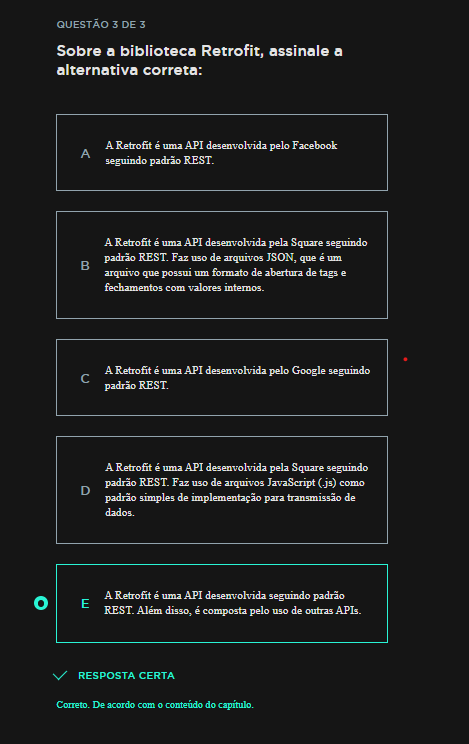 QUESTÃO 3 DE 3
Sobre a biblioteca Retrofit, assinale a
alternativa correta:
A
A Retrofit é uma API desenvolvida pelo Facebook
seguindo padrão REST.
B
A Retrofit é uma API desenvolvida pela Square seguindo
padrão REST. Faz uso de arquivos JSON, que é um
arquivo que possui um formato de abertura de tags e
fechamentos com valores internos.
C
A Retrofit é uma API desenvolvida pelo Google seguindo
padrão REST.
D
A Retrofit é uma API desenvolvida pela Square seguindo
padrão REST. Faz uso de arquivos JavaScript (.js) como
padrão simples de implementação para transmissão de
dados.
E
A Retrofit é uma API desenvolvida seguindo padrão
REST. Além disso, é composta pelo uso de outras APIs.
RESPOSTA CERTA
Correto. De acordo com o conteúdo do capítulo.